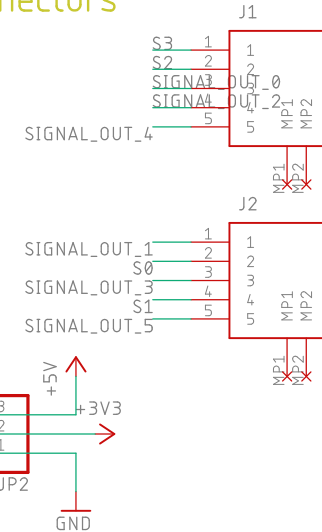 nnectors
J1
S3 1 1
S2 2 2
SIGNAL_OUT_0 3 3
SIGNAL_OUT_2 4 4
SIGNAL_OUT_4 5 5
MP1 MP2
MP1 MP2
J2
SIGNAL_OUT_1 1 1
S0 2 2
SIGNAL_OUT_3 3 3
S1 4 4
SIGNAL_OUT_5 5 5
MP1 MP2
MP1 MP2
+5V
+3V3
3
2
1
JP2
GND